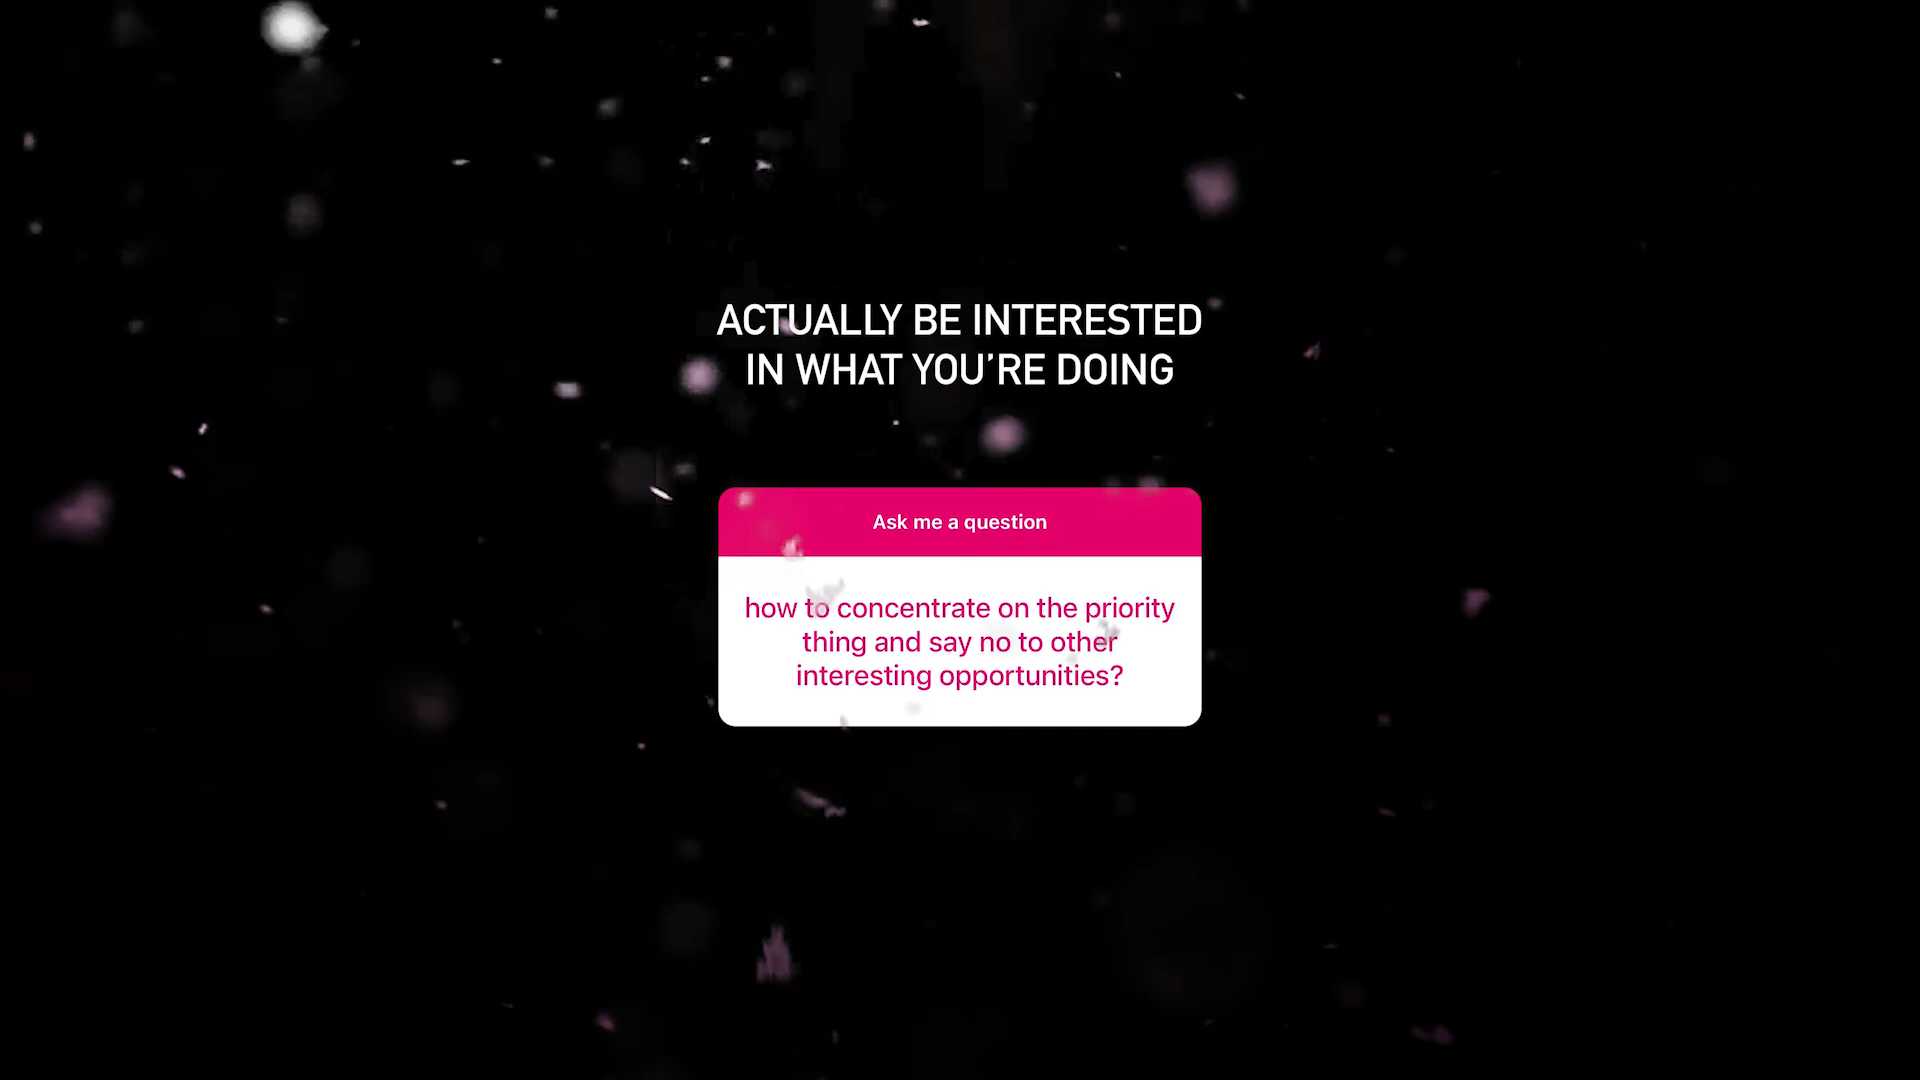 ACTUALLY BE INTERESTED
IN WHAT YOU’RE DOING
Ask me a question
how to concentrate on the priority
thing and say no to other
interesting opportunities?